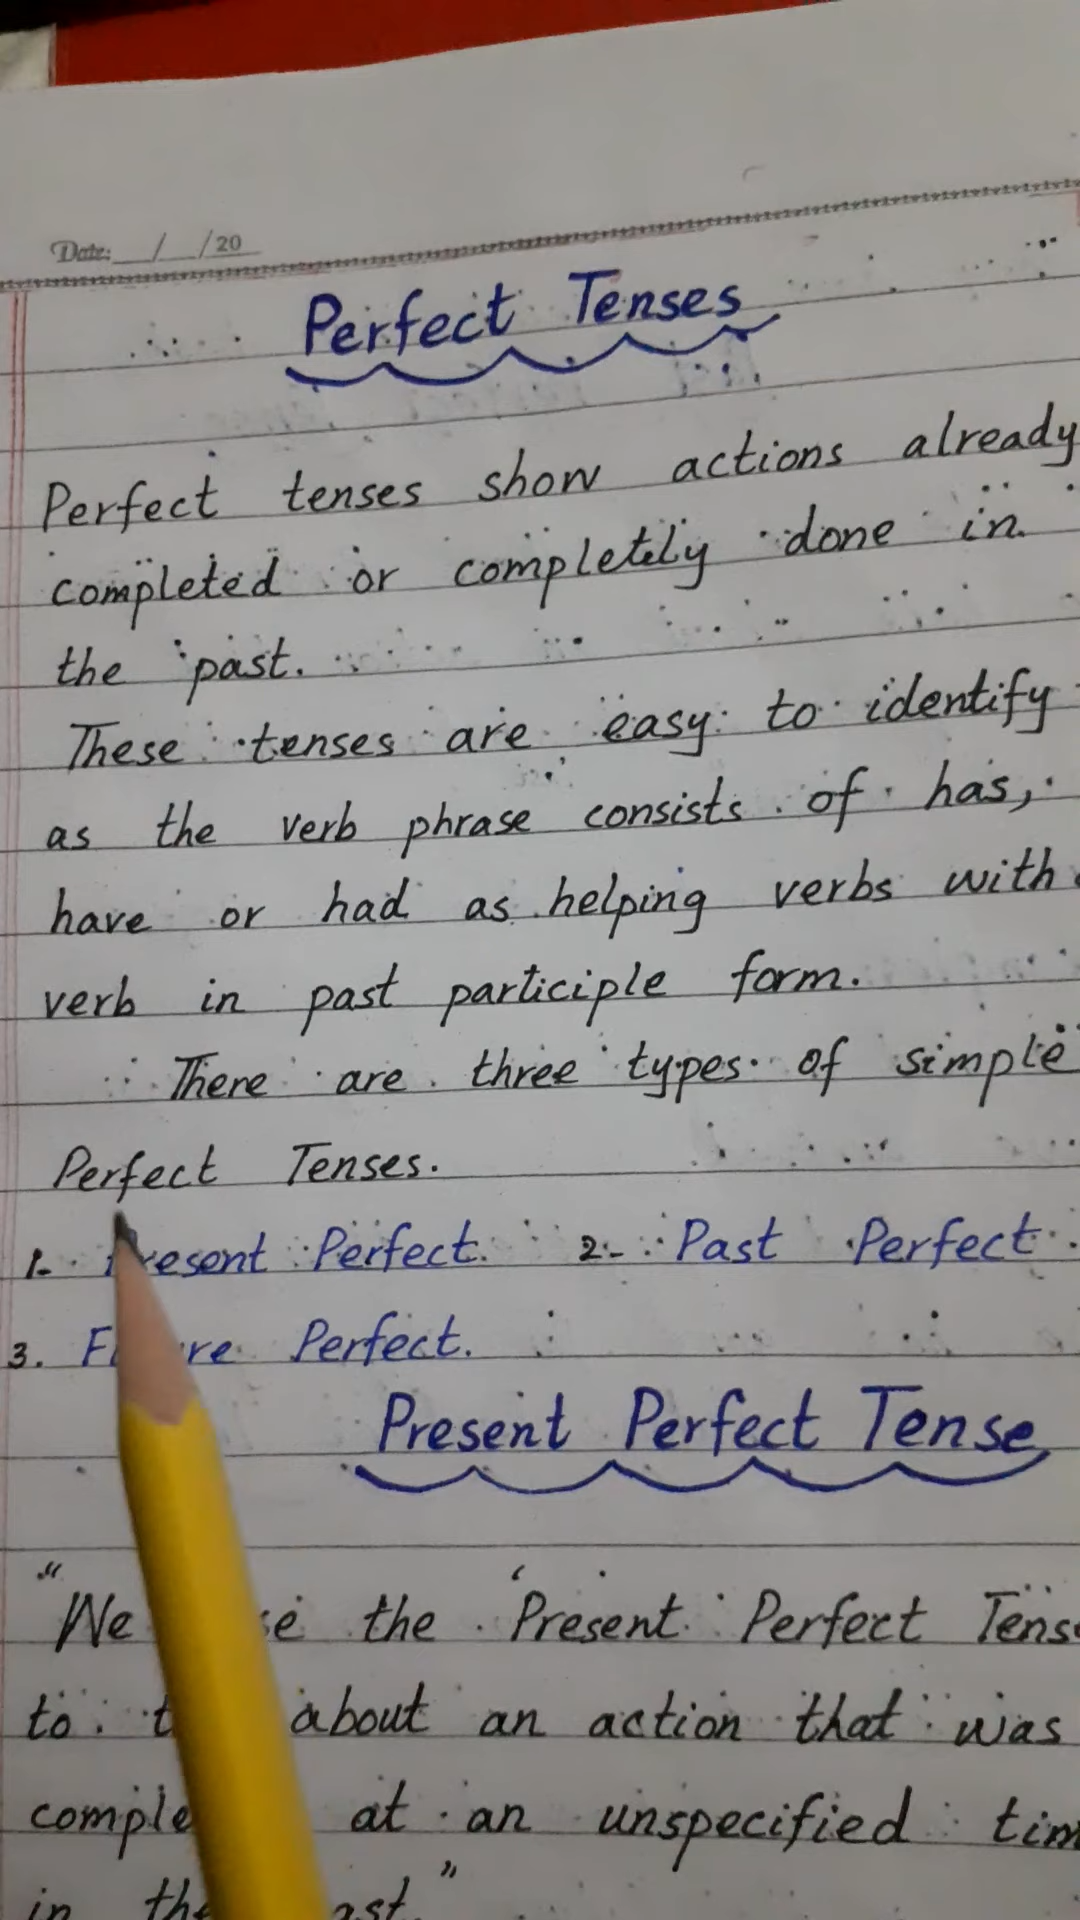 Date: / /20
Perfect Tenses
Perfect tenses show actions already
completed or completely done in
the past.
These tenses are easy to identify
as the verb phrase consists of has,
have or had as helping verbs with
verb in past participle form.
There are three types of simple
Perfect Tenses.
1. Present Perfect. 2. Past Perfect.
3. Perfect.
Present Perfect Tense
"We the Present Perfect
to about an action that was
at an unspecified
in "